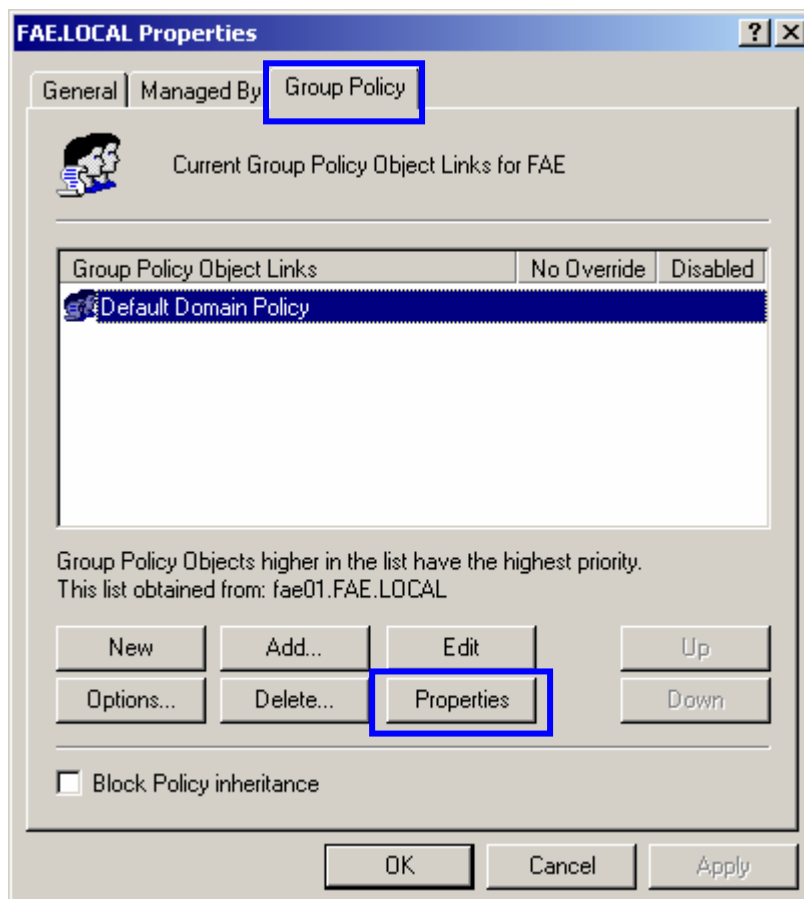 FAE.LOCAL Properties
General Managed By Group Policy
Current Group Policy Object Links for FAE
Group Policy Object Links No Override Disabled
Default Domain Policy
Group Policy Objects higher in the list have the highest priority.
This list obtained from: fae01.FAE.LOCAL
New Add... Edit Up
Options... Delete... Properties Down
Block Policy inheritance
OK Cancel Apply